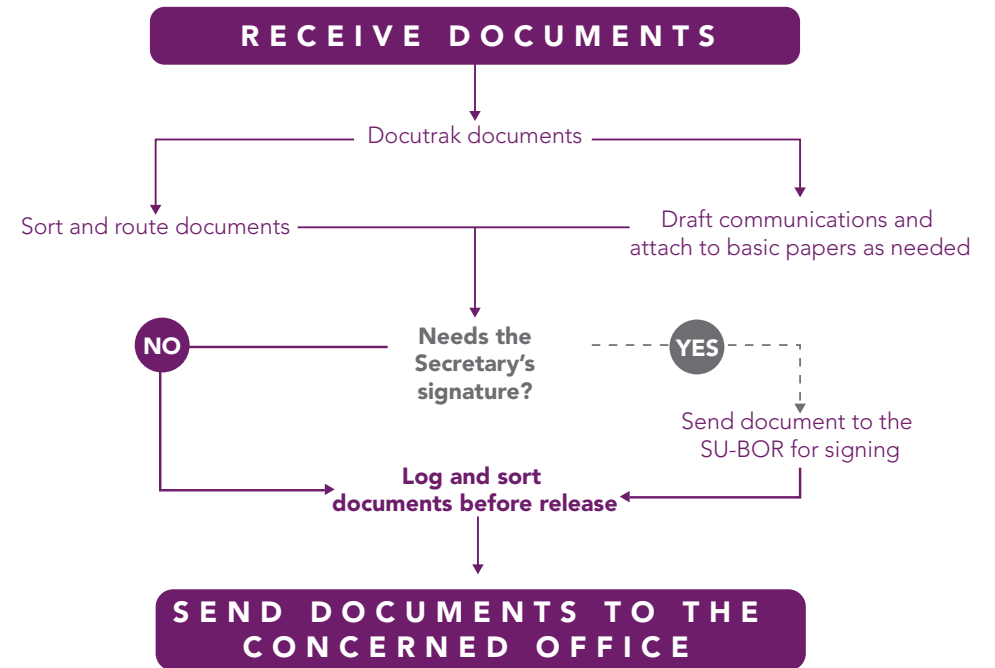 RECEIVE DOCUMENTS
Docutrak documents
Sort and route documents
Draft communications and
attach to basic papers as needed
NO
Needs the
Secretary’s
signature?
YES
Send document to the
SU-BOR for signing
Log and sort
documents before release
SEND DOCUMENTS TO THE
CONCERNED OFFICE